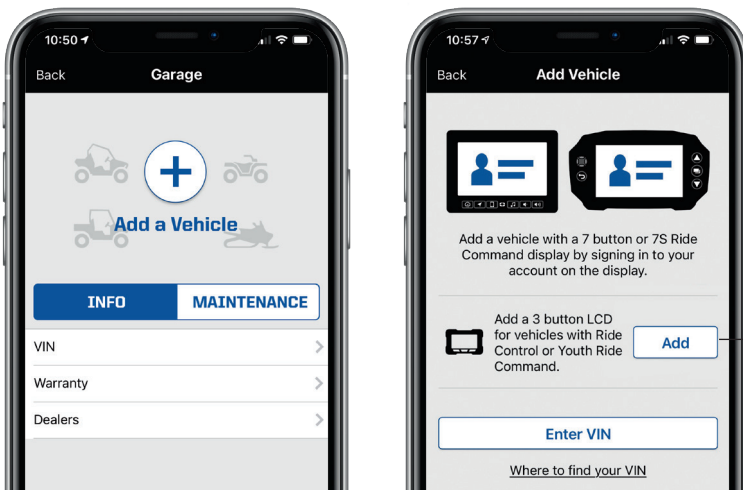 10:50
Back Garage
Add a Vehicle
INFO MAINTENANCE
VIN
Warranty
Dealers
10:57
Back Add Vehicle
Add a vehicle with a 7 button or 7S Ride
Command display by signing in to your
account on the display.
Add a 3 button LCD
for vehicles with Ride
Control or Youth Ride
Command.
Add
Enter VIN
Where to find your VIN